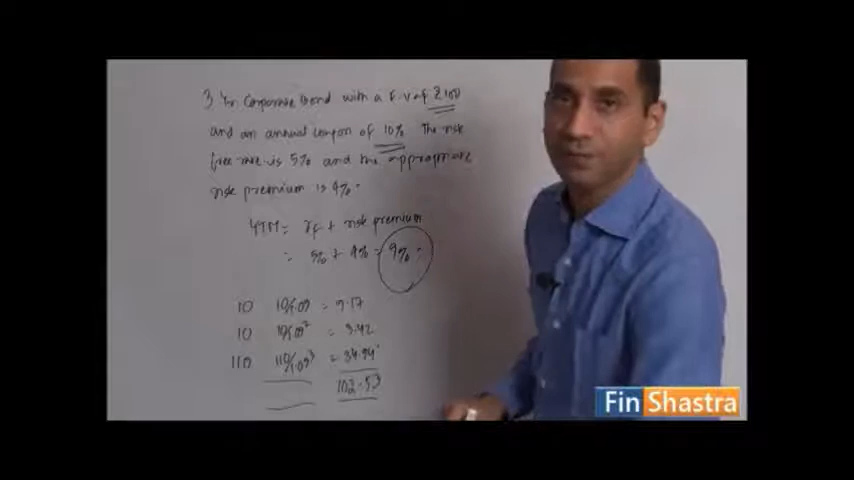 3 Yr Corporate Bond with a F.V of ₹100
and an annual coupon of 10% The risk
free rate is 5% and the appropriate
risk premium is 4%.
YTM = rf + risk premium
= 5% + 4% = 9%
10 10/1.09 = 9.17
10 10/1.09² = 8.42
110 110/1.09³ = 84.94
102.53
Fin Shastra